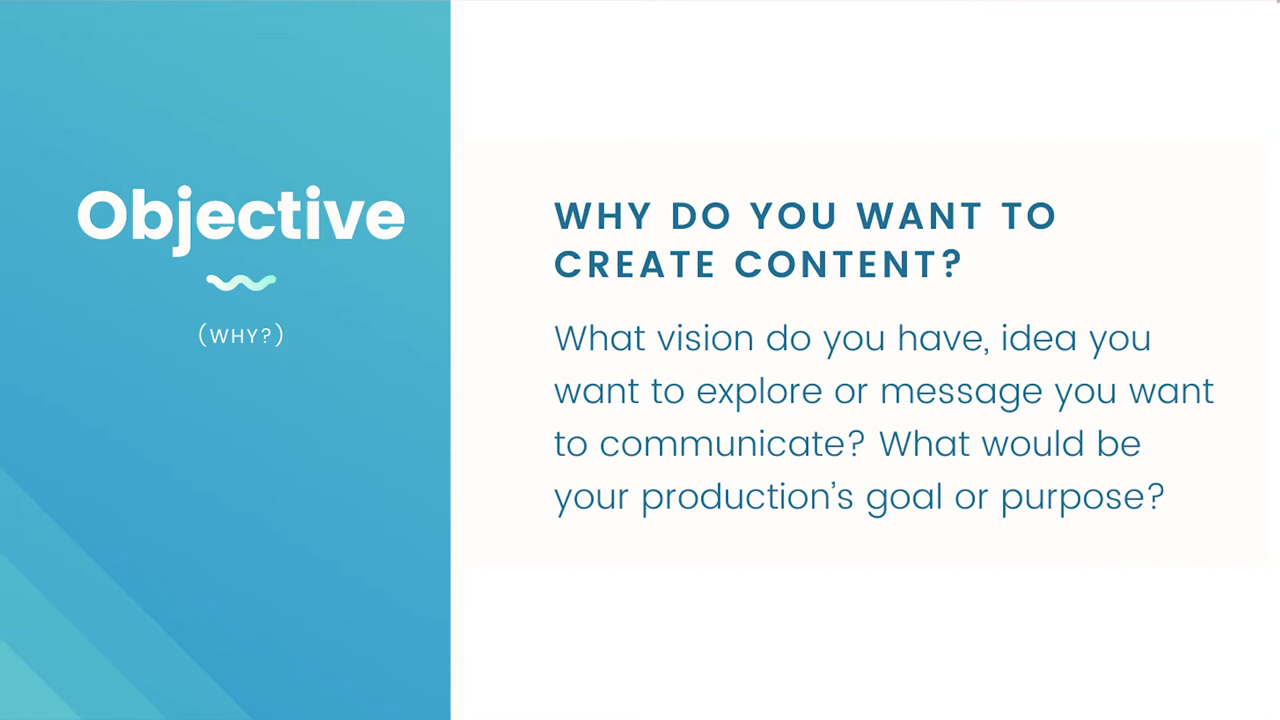 Objective
(WHY?)
WHY DO YOU WANT TO
CREATE CONTENT?
What vision do you have, idea you
want to explore or message you want
to communicate? What would be
your production’s goal or purpose?